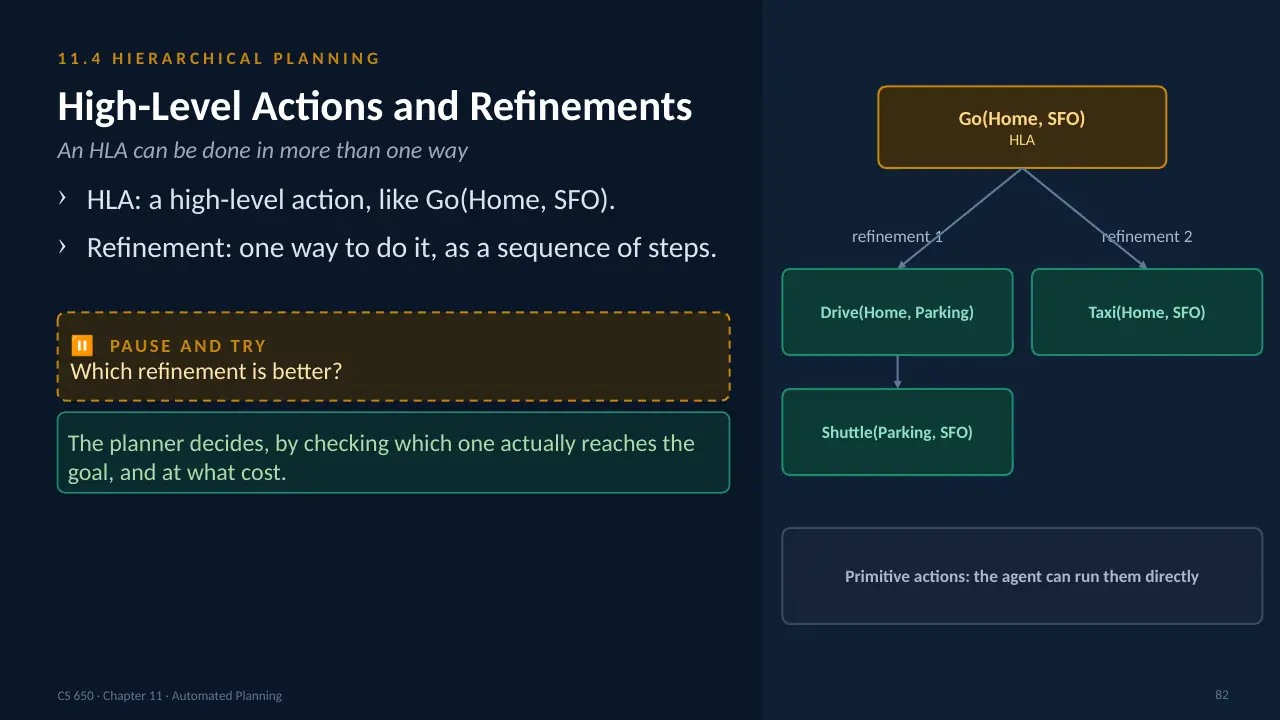 11.4 HIERARCHICAL PLANNING
High-Level Actions and Refinements
An HLA can be done in more than one way
› HLA: a high-level action, like Go(Home, SFO).
› Refinement: one way to do it, as a sequence of steps.
⏸ PAUSE AND TRY
Which refinement is better?
The planner decides, by checking which one actually reaches the
goal, and at what cost.
Go(Home, SFO)
HLA
refinement 1
refinement 2
Drive(Home, Parking)
Taxi(Home, SFO)
Shuttle(Parking, SFO)
Primitive actions: the agent can run them directly
CS 650 · Chapter 11 · Automated Planning
82